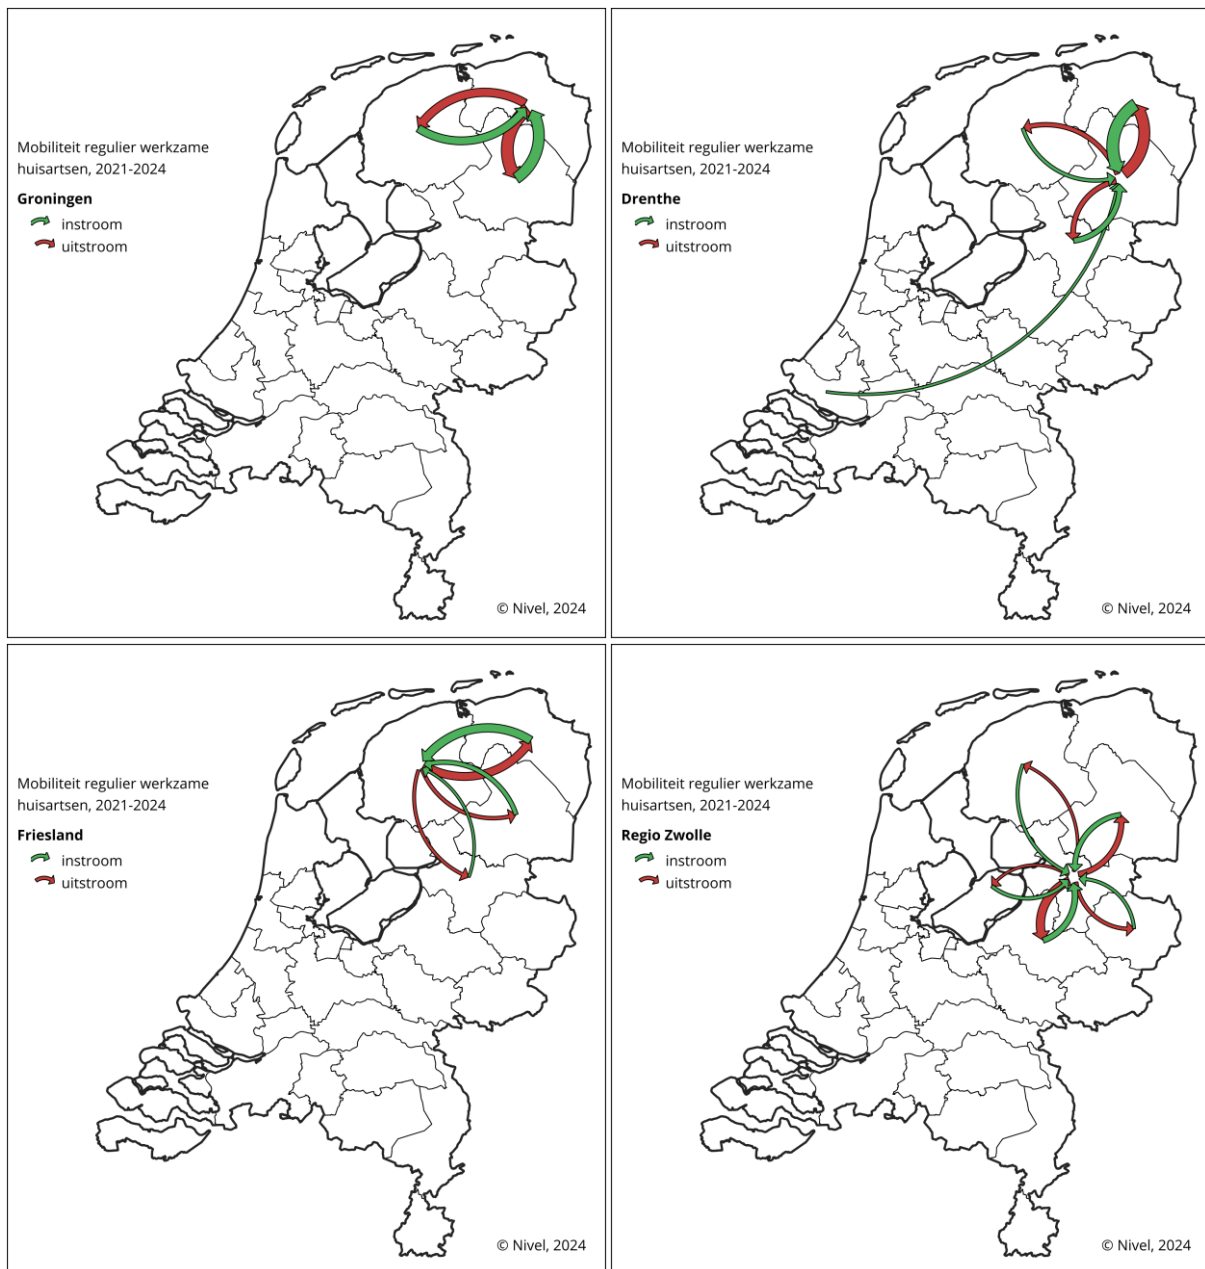 Mobiliteit regulier werkzame
huisartsen, 2021-2024
Groningen
instroom
uitstroom
© Nivel, 2024
Mobiliteit regulier werkzame
huisartsen, 2021-2024
Drenthe
instroom
uitstroom
© Nivel, 2024
Mobiliteit regulier werkzame
huisartsen, 2021-2024
Friesland
instroom
uitstroom
© Nivel, 2024
Mobiliteit regulier werkzame
huisartsen, 2021-2024
Regio Zwolle
instroom
uitstroom
© Nivel, 2024